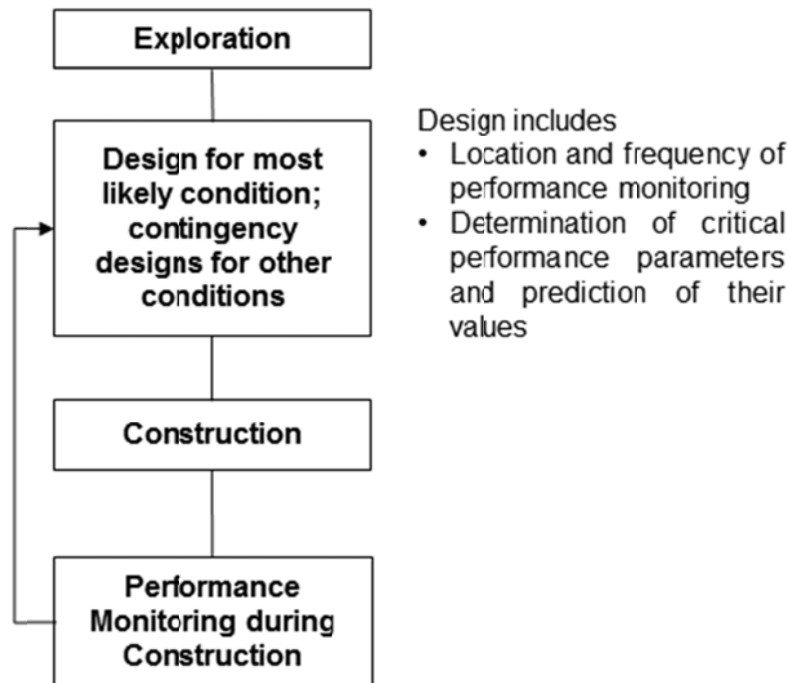 Exploration
Design for most
likely condition;
contingency
designs for other
conditions
Design includes
• Location and frequency of
performance monitoring
• Determination of critical
performance parameters
and prediction of their
values
Construction
Performance
Monitoring during
Construction